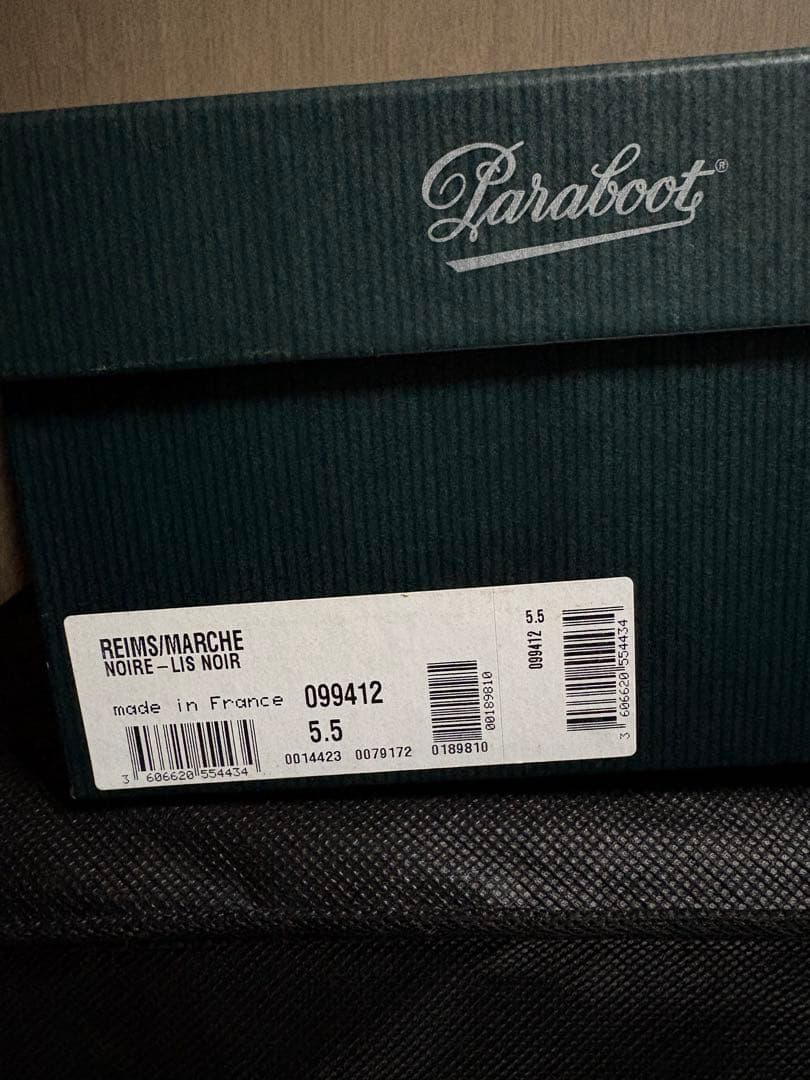 Paraboot®
REIMS/MARCHE
NOIRE-LIS NOIR
made in France 099412
5.5
3 606620 554434
0014423 0079172 0189810
00189810
5.5
099412
3 606620 554434